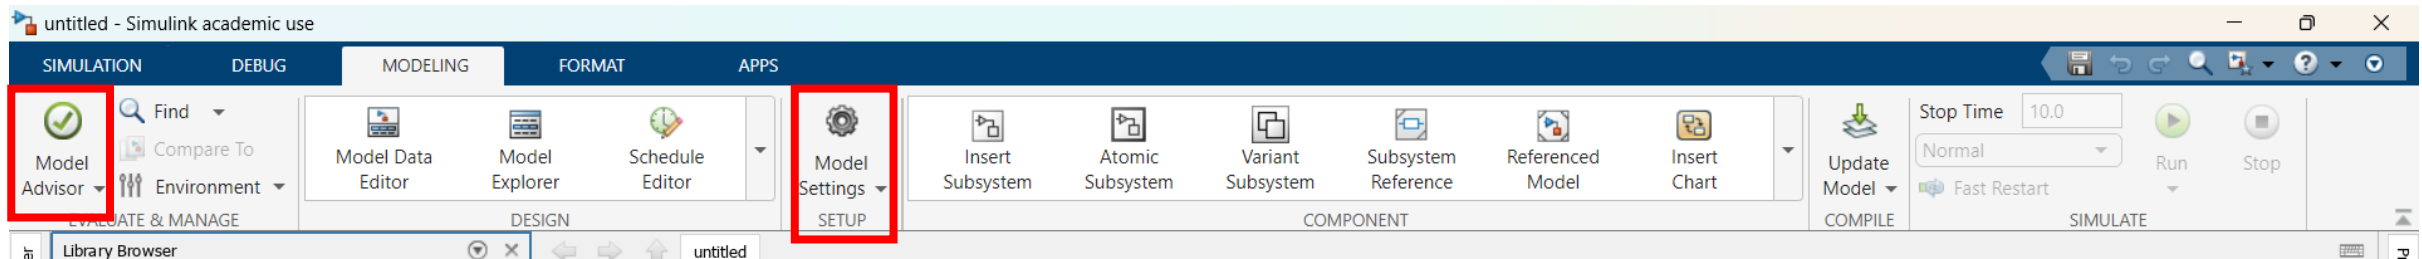 untitled - Simulink academic use
SIMULATION DEBUG MODELING FORMAT APPS
Model Advisor
Find
Compare To
Environment
EVALUATE & MANAGE
Model Data Editor
Model Explorer
Schedule Editor
DESIGN
Model Settings
SETUP
Insert Subsystem
Atomic Subsystem
Variant Subsystem
Subsystem Reference
Referenced Model
Insert Chart
COMPONENT
Update Model
COMPILE
Stop Time 10.0
Normal
Fast Restart
Run
Stop
SIMULATE
Library Browser
untitled